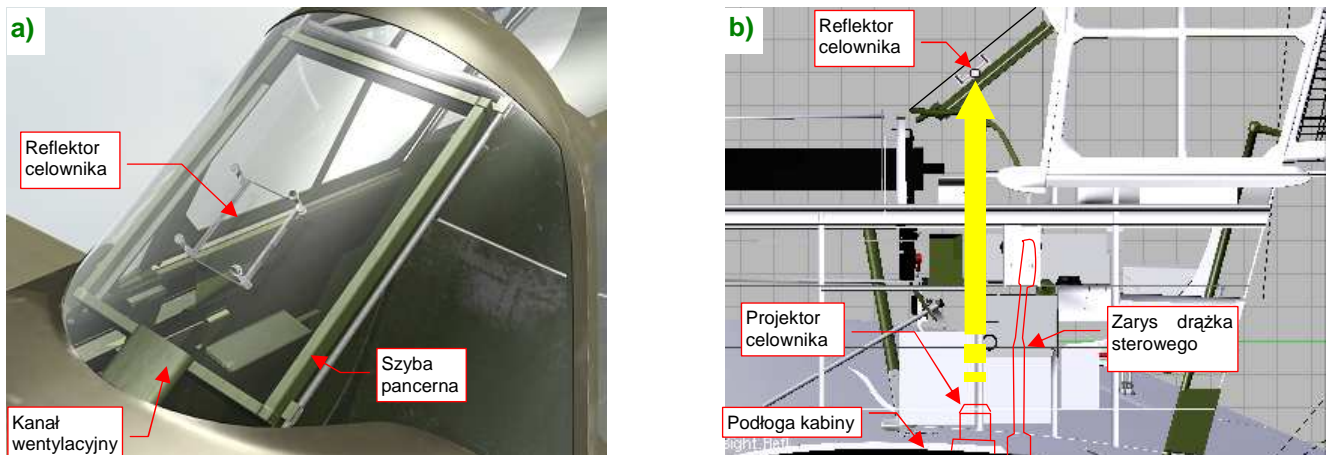 a)
Reflektor
celownika
Szyba
pancerna
Kanał
wentylacyjny
b)
Reflektor
celownika
Projektor
celownika
Zarys drążka
sterowego
Podłoga kabiny